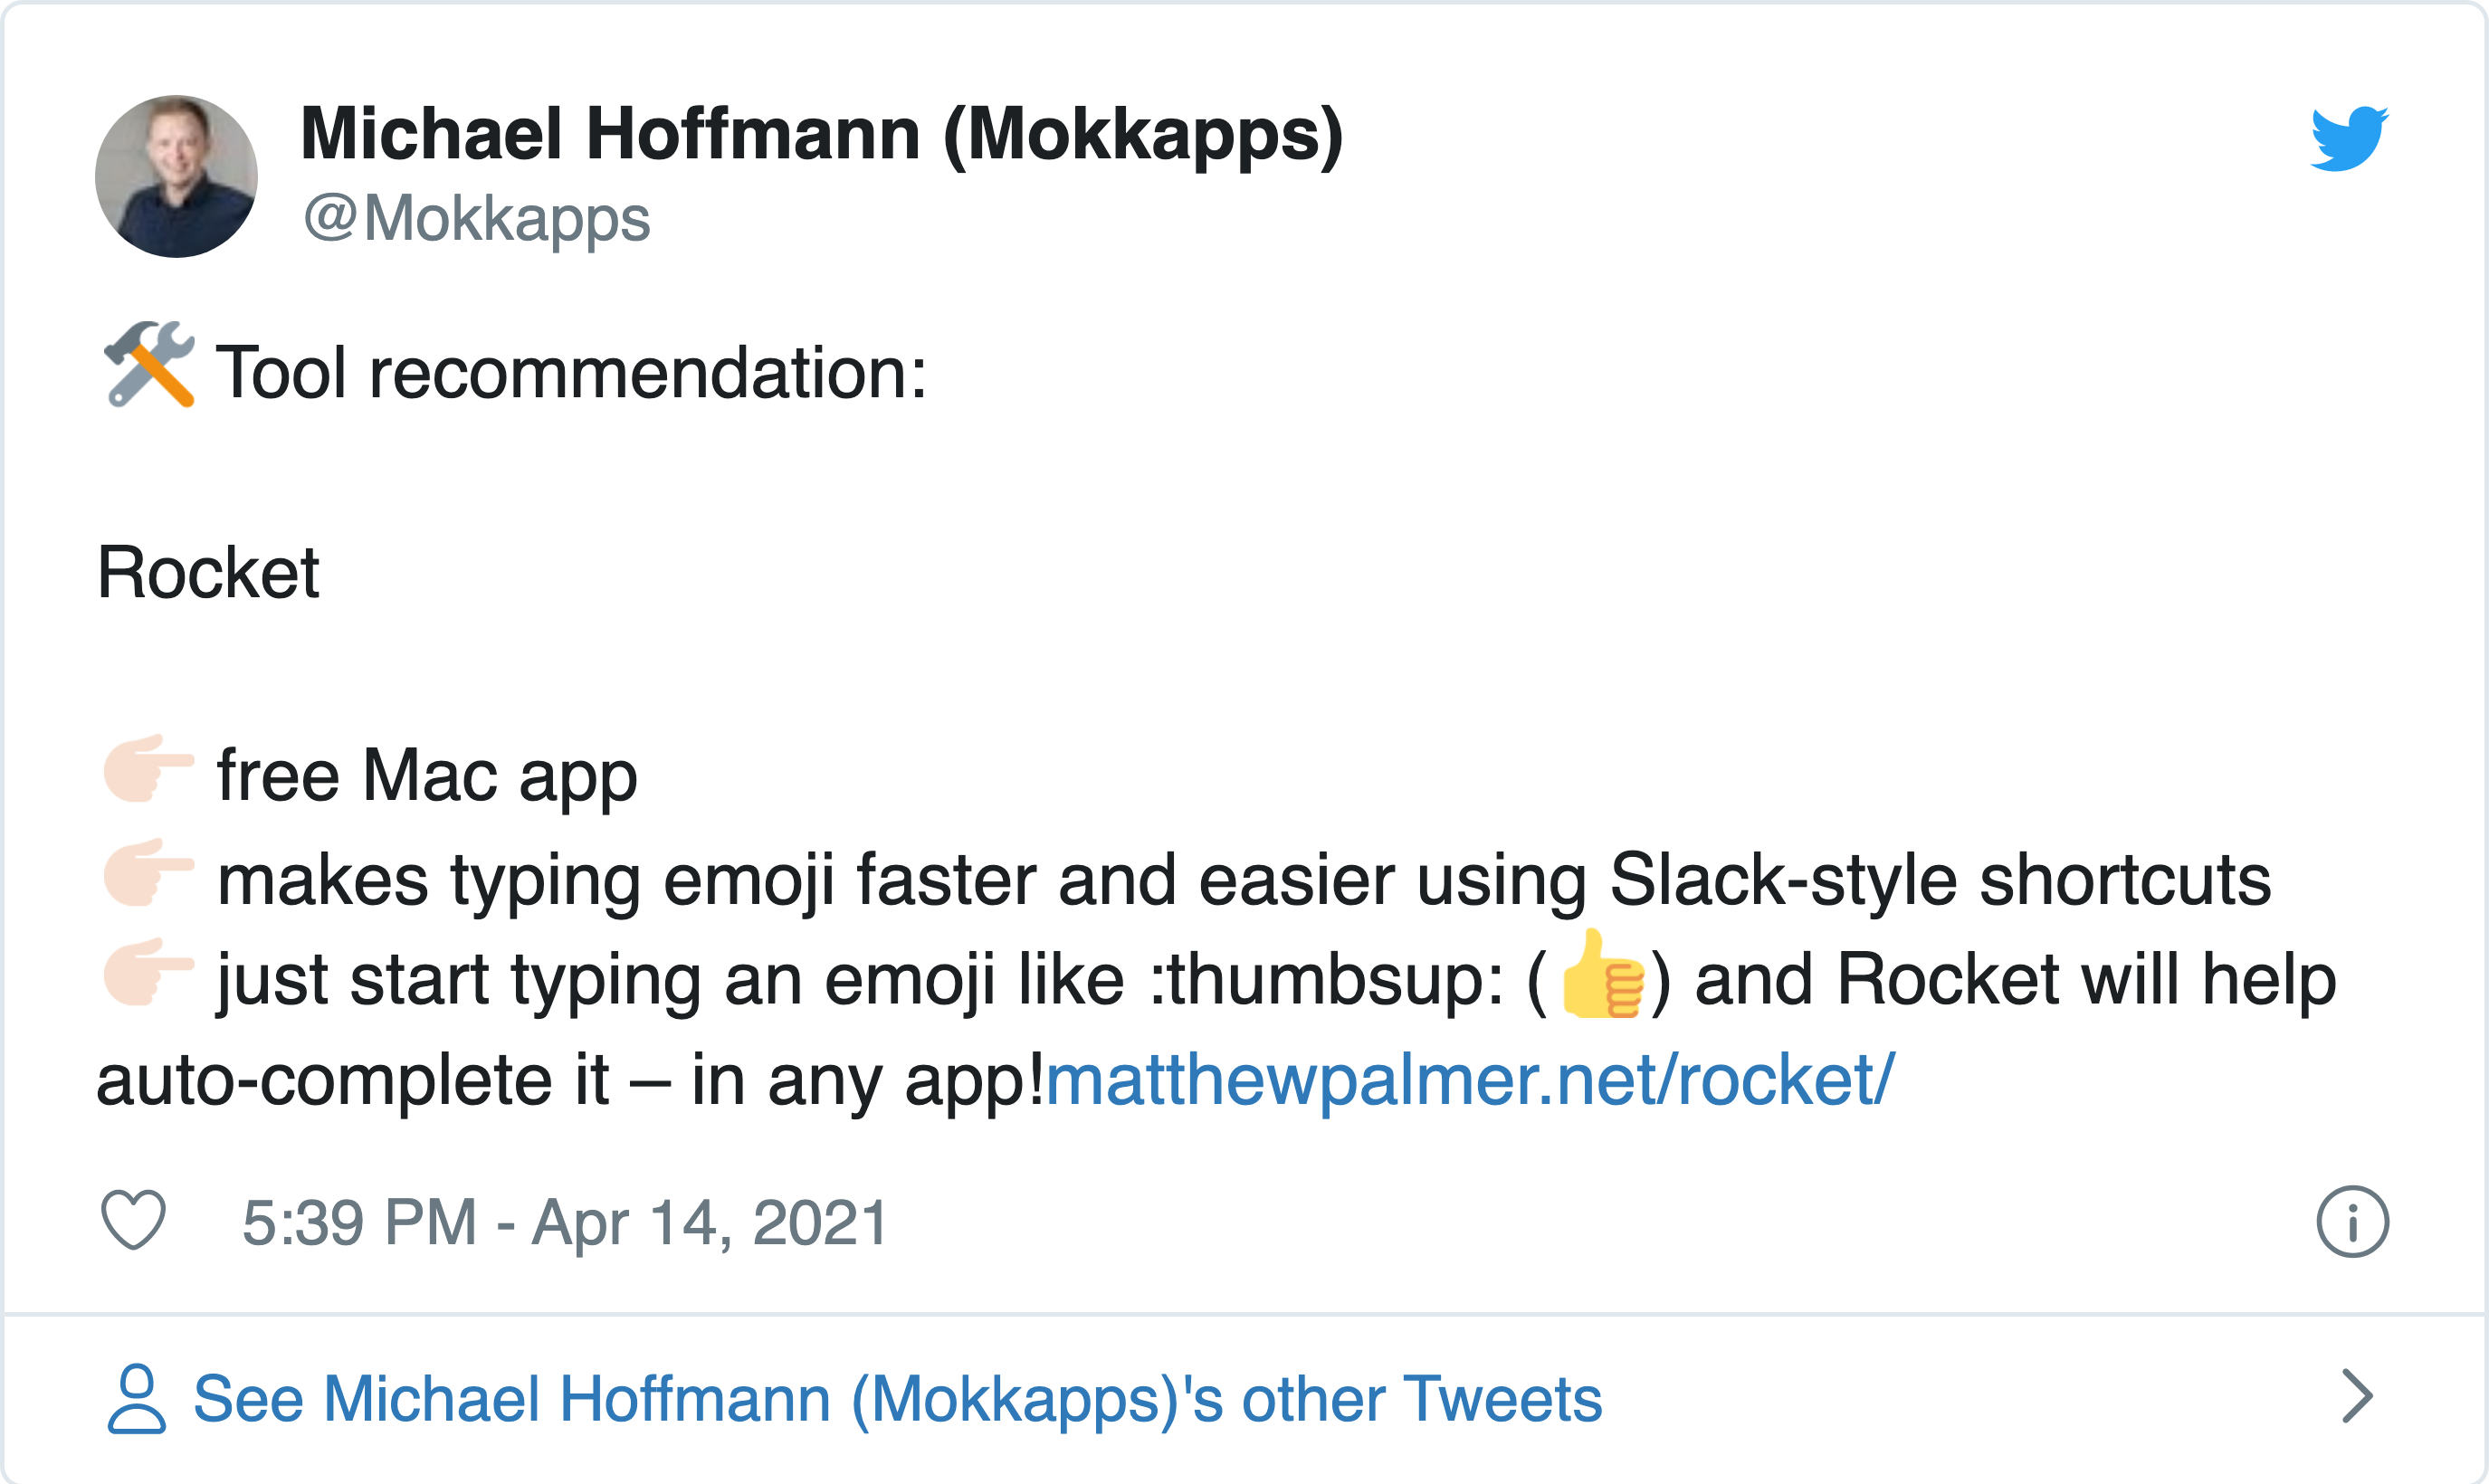 Michael Hoffmann (Mokkapps)
@Mokkapps
🛠 Tool recommendation:
Rocket
👉🏻 free Mac app
👉🏻 makes typing emoji faster and easier using Slack-style shortcuts
👉🏻 just start typing an emoji like :thumbsup: (👍) and Rocket will help
auto-complete it – in any app!matthewpalmer.net/rocket/
5:39 PM - Apr 14, 2021
See Michael Hoffmann (Mokkapps)'s other Tweets